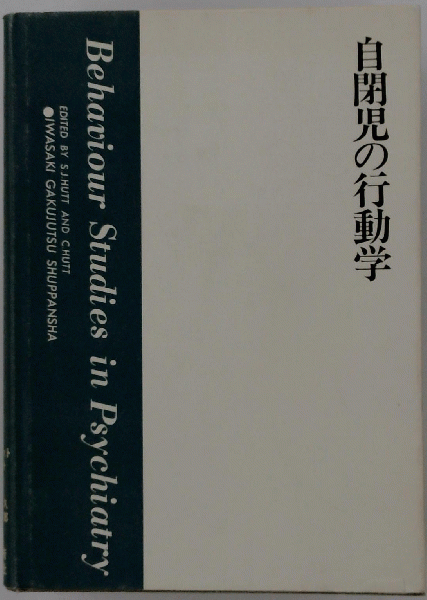 自閉児の行動学
Behaviour Studies in Psychiatry
EDITED BY S.J.HUTT AND C.HUTT
●IWASAKI GAKUJUTSU SHUPPANSHA